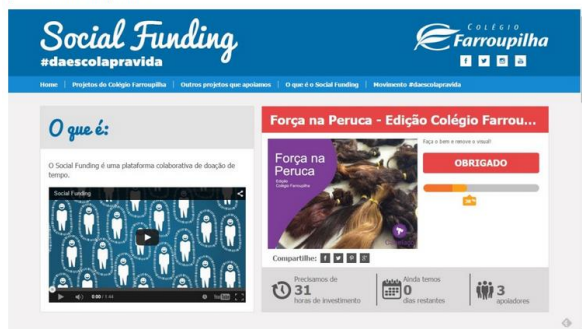 Social Funding
#daescolapravida
COLÉGIO
Farroupilha
Home | Projetos do Colégio Farroupilha | Outros projetos que apoiamos | O que é o Social Funding | Movimento #daescolapravida
O que é:
O Social Funding é uma plataforma colaborativa de doação de
tempo.
Social Funding
0:00 / 1:44
YouTube
Força na Peruca - Edição Colégio Farrou...
Força na
Peruca
Edição
Colégio Farroupilha
Faça o bem e renove o visual!
OBRIGADO
Compartilhe:
Precisamos de
31
horas de investimento
Ainda temos
0
dias restantes
3
apoiadores